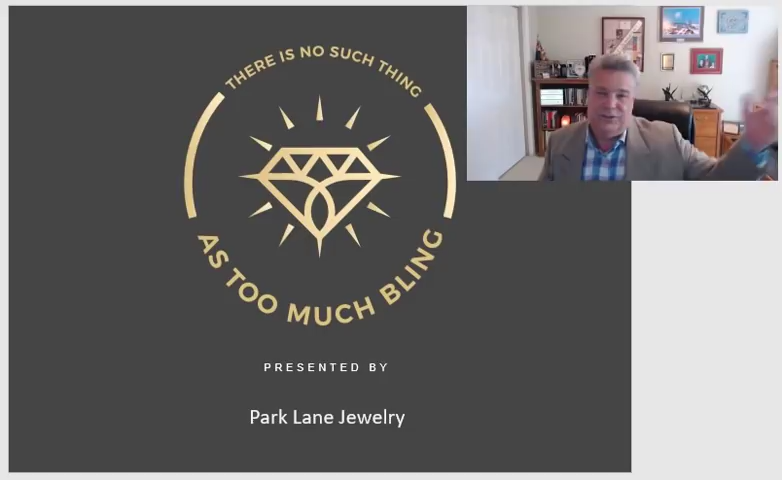 THERE IS NO SUCH THING
AS TOO MUCH BLING
PRESENTED BY
Park Lane Jewelry